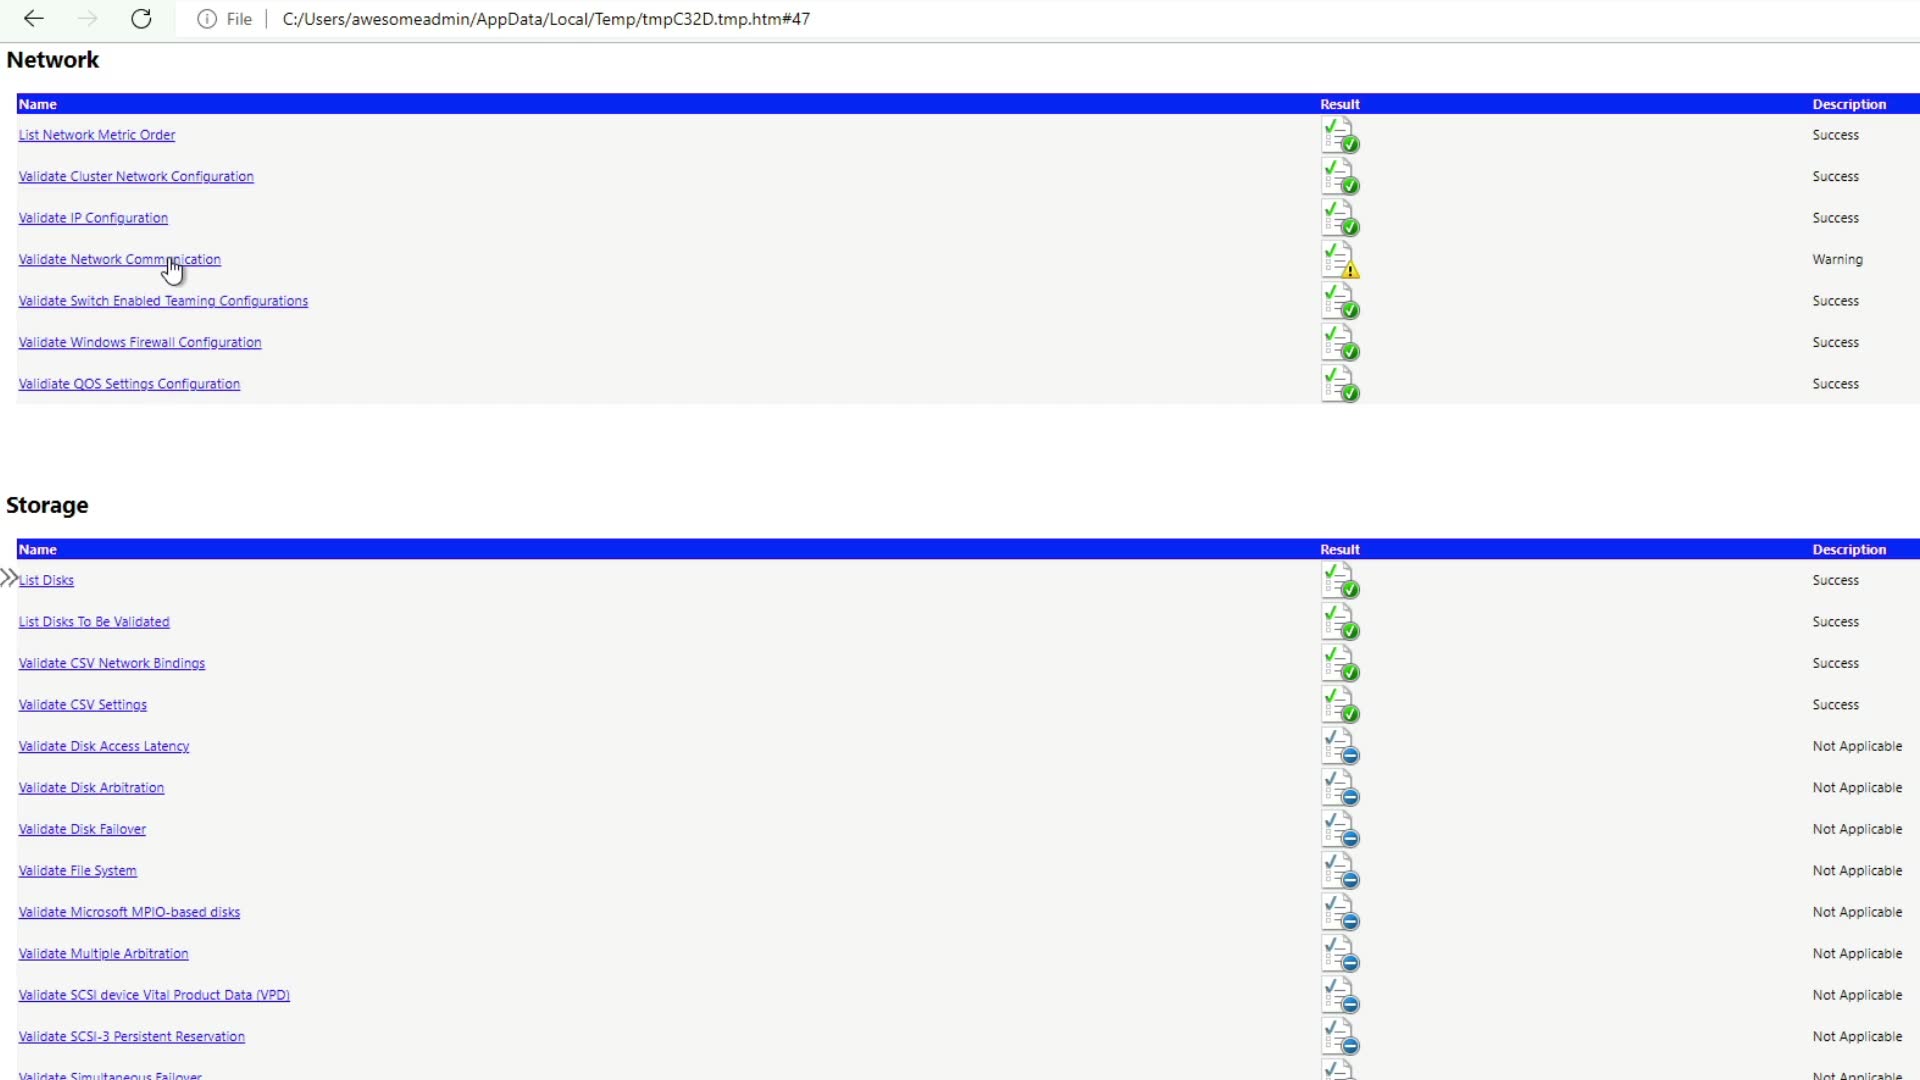 File C:/Users/awesomeadmin/AppData/Local/Temp/tmpC32D.tmp.htm#47
Network
Name Result Description
List Network Metric Order Success
Validate Cluster Network Configuration Success
Validate IP Configuration Success
Validate Network Communication Warning
Validate Switch Enabled Teaming Configurations Success
Validate Windows Firewall Configuration Success
Validiate QOS Settings Configuration Success
Storage
Name Result Description
List Disks Success
List Disks To Be Validated Success
Validate CSV Network Bindings Success
Validate CSV Settings Success
Validate Disk Access Latency Not Applicable
Validate Disk Arbitration Not Applicable
Validate Disk Failover Not Applicable
Validate File System Not Applicable
Validate Microsoft MPIO-based disks Not Applicable
Validate Multiple Arbitration Not Applicable
Validate SCSI device Vital Product Data (VPD) Not Applicable
Validate SCSI-3 Persistent Reservation Not Applicable
Validate Simultaneous Failover Not Applicable